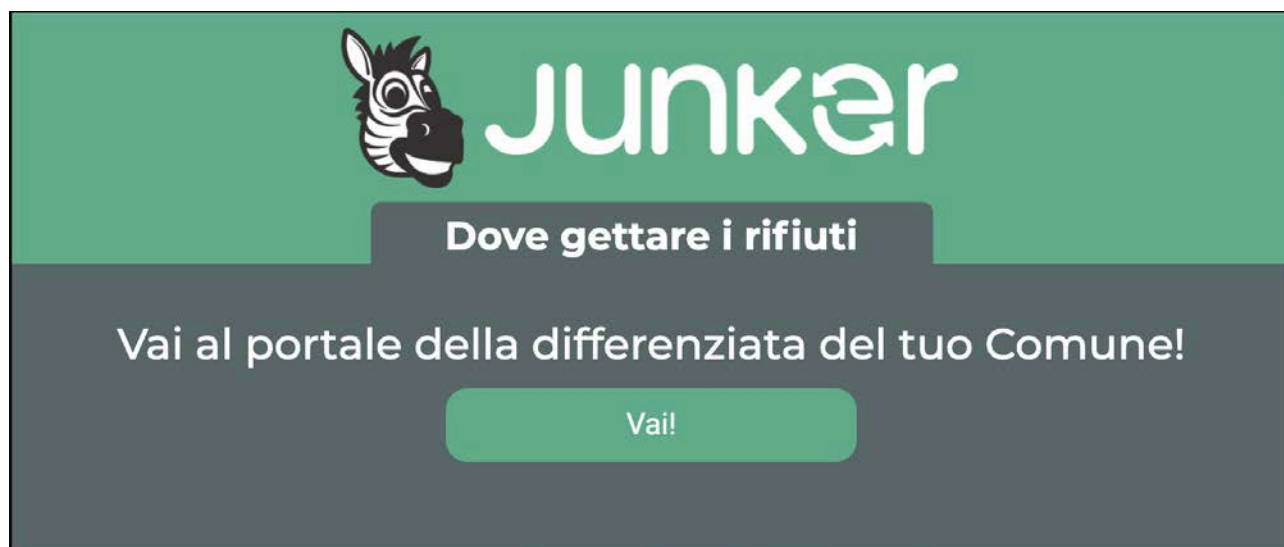 Junker
Dove gettare i rifiuti
Vai al portale della differenziata del tuo Comune!
Vai!